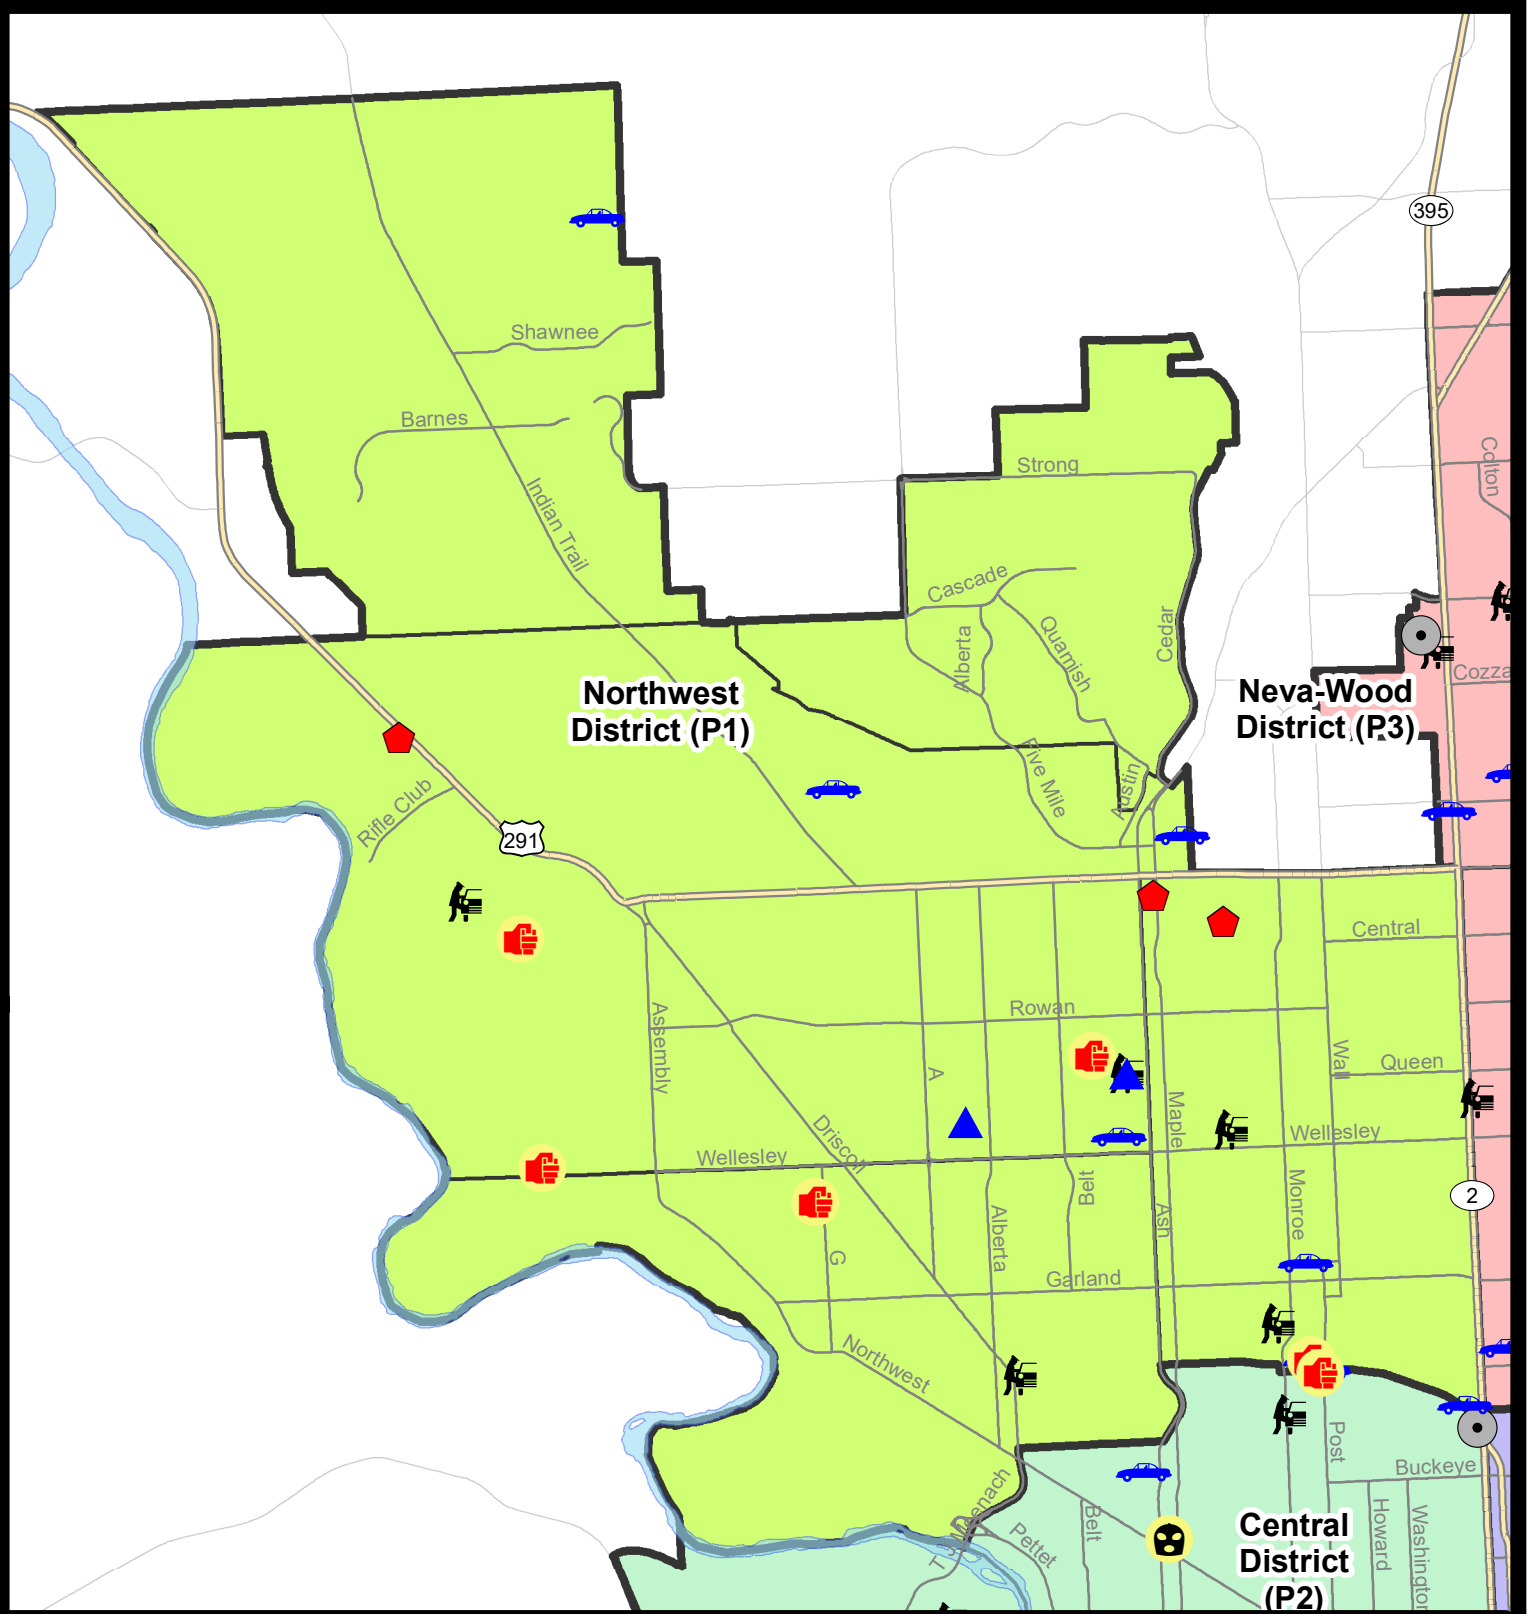 395
Shawnee
Barnes
Colton
Strong
Indian Trail
Cascade
Alberta
Quamish
Cedar
Cozza
Northwest
District (P1)
Neva-Wood
District (P3)
Five Mile
Austin
Rifle Club
291
Central
Rowan
Assembly
A
Wall
Queen
Maple
Driscoll
Wellesley
Wellesley
Belt
Monroe
2
Alberta
Ash
G
Garland
Northwest
Post
Buckeye
T J Meenach
Pettet
Belt
Howard
Washington
Central
District
(P2)